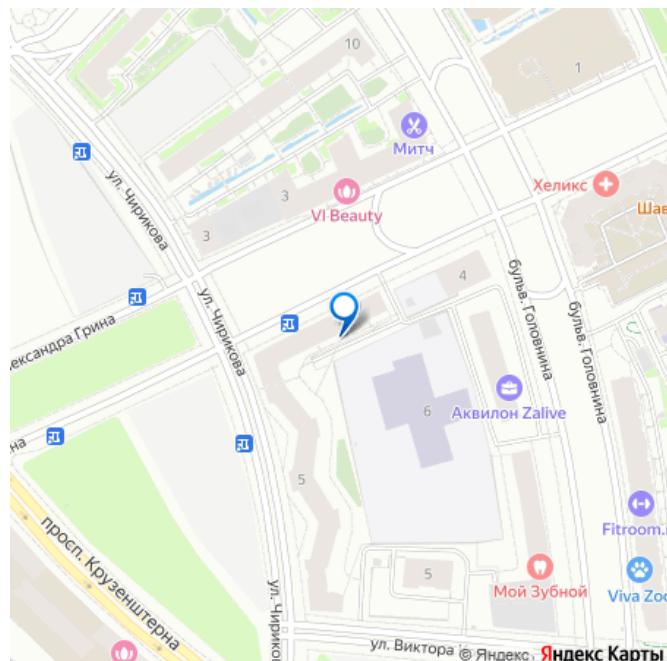 10
1
Митч
Хеликс
ул. Чирикова
3
VI Beauty
Шав
3
4
ул. Чирикова
бульв. Головнина
бульв. Головнина
ександра Грина
Аквилон Zalive
6
на
5
просп. Крузенштерна
Fitroom.
5
Мой Зубной
Viva Zoo
ул. Чирико
ул. Виктора
© Яндекс
Яндекс Карты